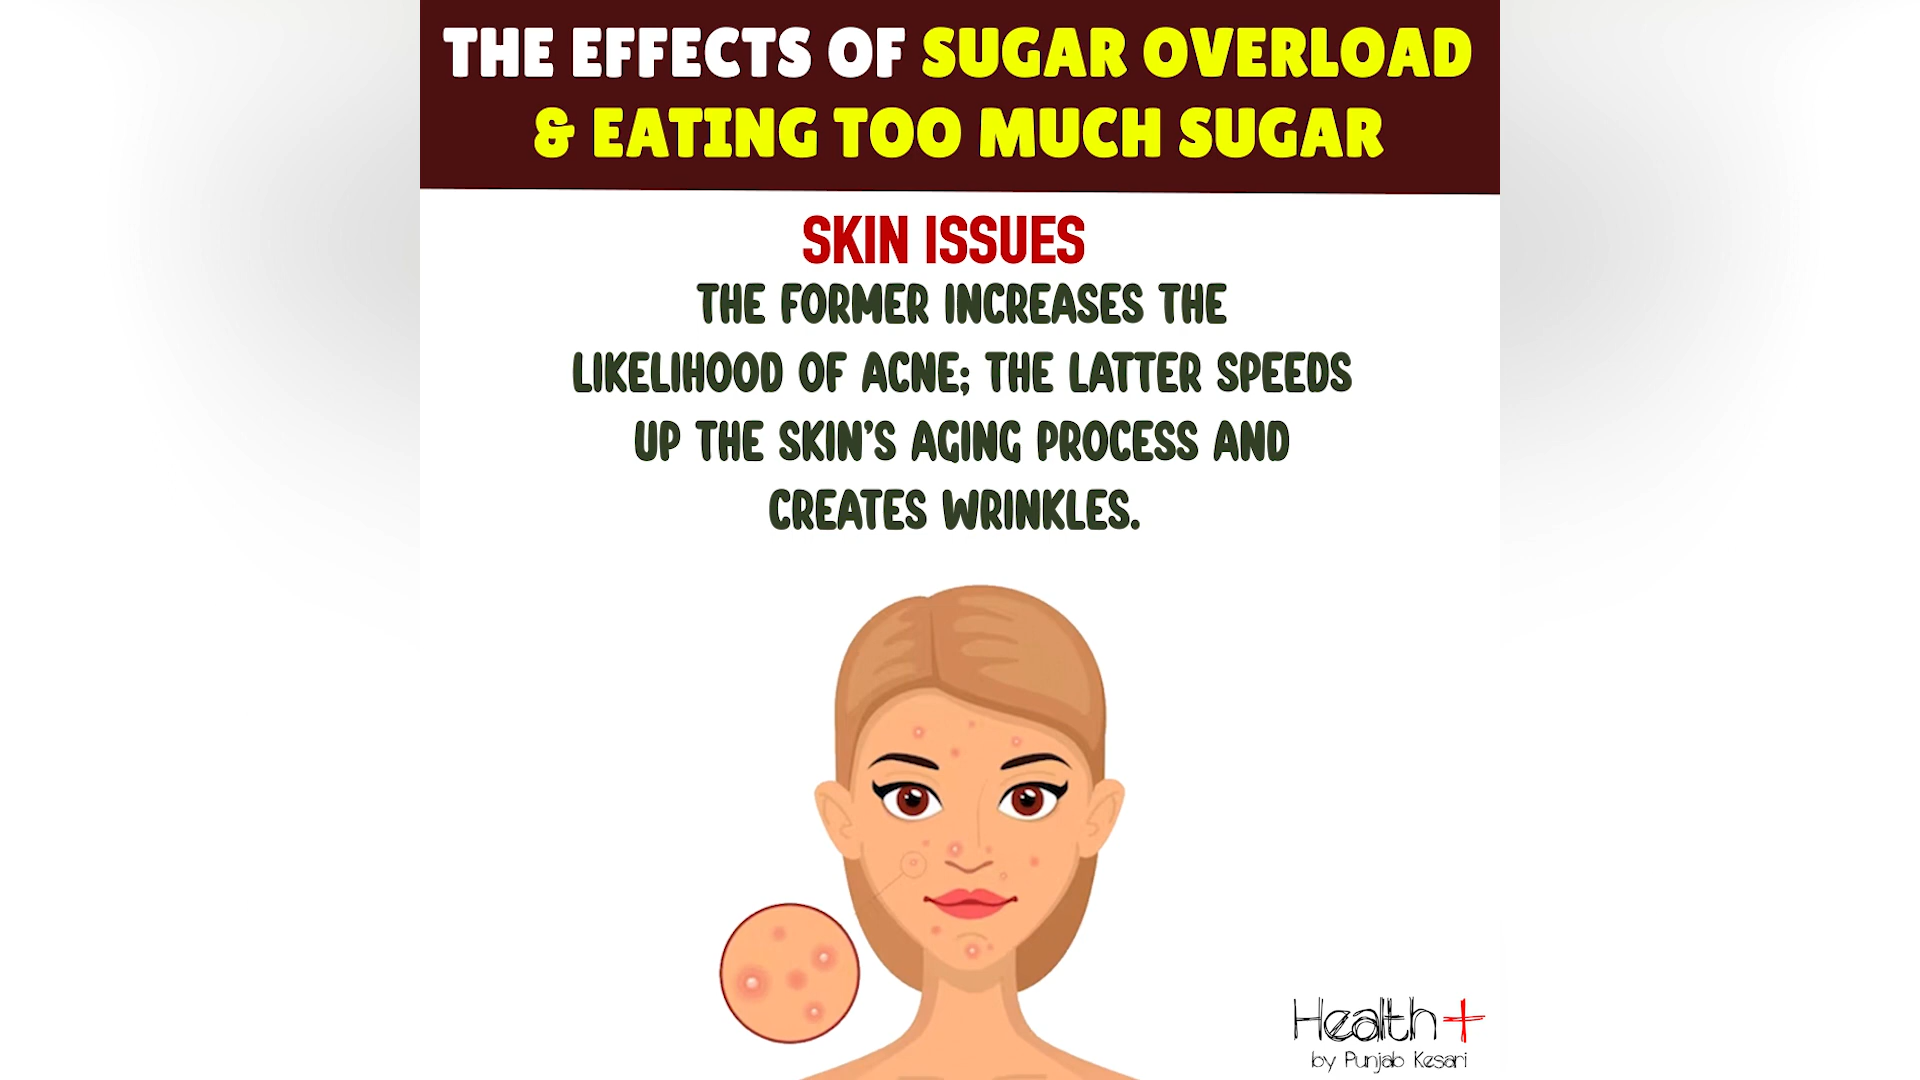 THE EFFECTS OF SUGAR OVERLOAD
& EATING TOO MUCH SUGAR
SKIN ISSUES
THE FORMER INCREASES THE
LIKELIHOOD OF ACNE; THE LATTER SPEEDS
UP THE SKIN'S AGING PROCESS AND
CREATES WRINKLES.
Health+
by Punjab Kesari